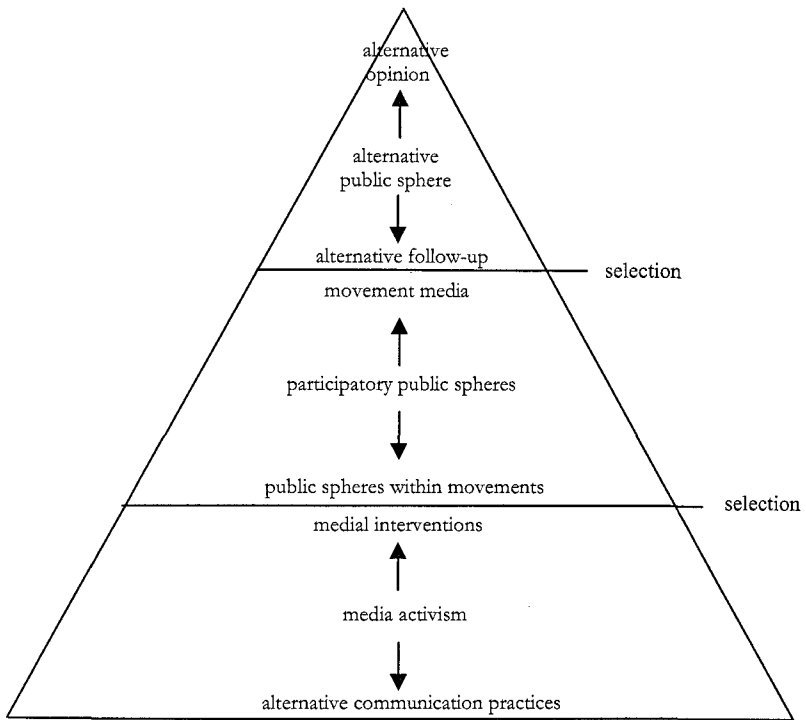 alternative
opinion
alternative
public sphere
alternative follow-up
selection
movement media
participatory public spheres
public spheres within movements
selection
medial interventions
media activism
alternative communication practices